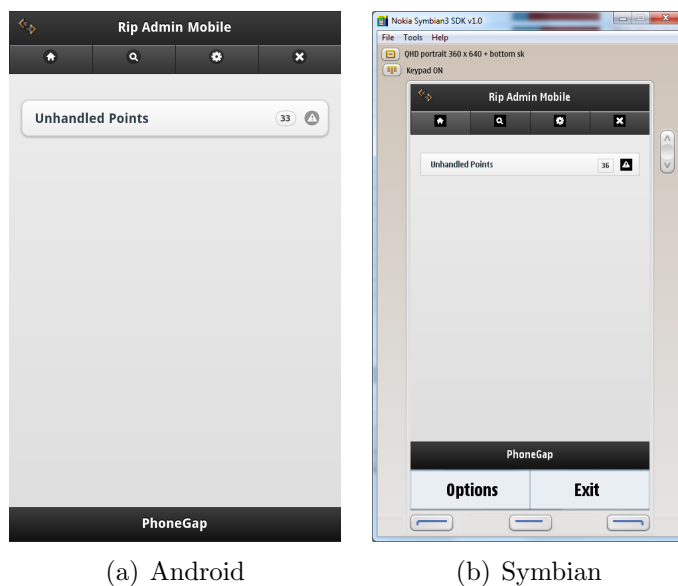 Rip Admin Mobile
Unhandled Points 33
PhoneGap
(a) Android
Nokia Symbian3 SDK v1.0
File Tools Help
QHD portrait 360 x 640 + bottom sk
Keypad ON
Rip Admin Mobile
Unhandled Points 36
PhoneGap
Options Exit
(b) Symbian